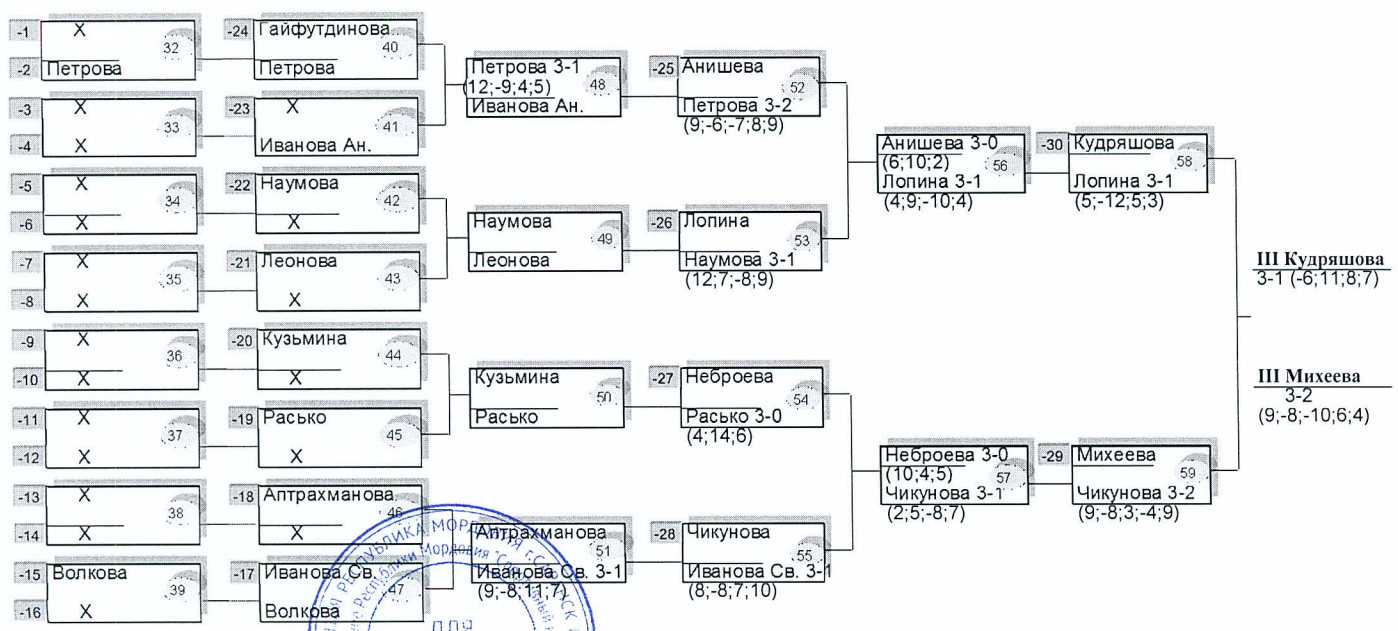 -1 X
32
-2 Петрова
-3 X
33
-4 X
-5 X
34
-6 X
-7 X
35
-8 X
-9 X
36
-10 X
-11 X
37
-12 X
-13 X
38
-14 X
-15 Волкова
39
-16 X
-24 Гайфутдинова
40
Петрова
-23 X
41
Иванова Ан.
-22 Наумова
42
X
-21 Леонова
43
X
-20 Кузьмина
44
X
-19 Расько
45
X
-18 Аптрахманова
46
X
-17 Иванова Св.
47
Волкова
Петрова 3-1
(12;-9;4;5)
48
Иванова Ан.
Наумова
49
Леонова
Кузьмина
50
Расько
Аптрахманова
51
Иванова Св. 3-1
(9;-8;11;7)
-25 Анишева
52
Петрова 3-2
(9;-6;-7;8;9)
-26 Лопина
53
Наумова 3-1
(12;7;-8;9)
-27 Неброева
54
Расько 3-0
(4;14;6)
-28 Чикунова
55
Иванова Св. 3-1
(8;-8;7;10)
Анишева 3-0
(6;10;2)
56
Лопина 3-1
(4;9;-10;4)
Неброева 3-0
(10;4;5)
57
Чикунова 3-1
(2;5;-8;7)
-30 Кудряшова
58
Лопина 3-1
(5;-12;5;3)
-29 Михеева
59
Чикунова 3-2
(9;-8;3;-4;9)
III Кудряшова
3-1 (-6;11;8;7)
III Михеева
3-2
(9;-8;-10;6;4)
РЕСПУБЛИКА МОРДОВИЯ г. САРАНСК
Республики Мордовия
ДЛЯ